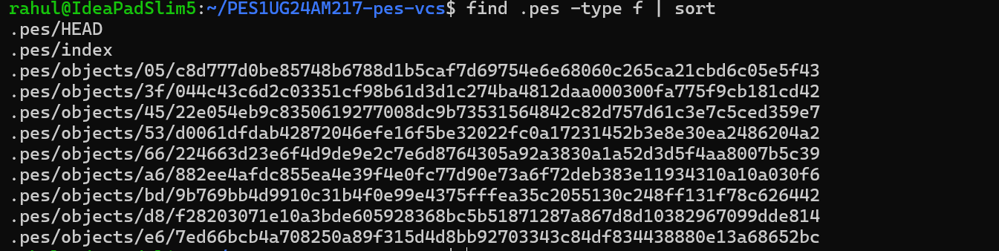 rahul@IdeaPadSlim5:~/PES1UG24AM217-pes-vcs$ find .pes -type f | sort
.pes/HEAD
.pes/index
.pes/objects/05/c8d777d0be85748b6788d1b5caf7d69754e6e68060c265ca21cbd6c05e5f43
.pes/objects/3f/044c43c6d2c03351cf98b61d3d1c274ba4812daa000300fa775f9cb181cd42
.pes/objects/45/22e054eb9c8350619277008dc9b73531564842c82d757d61c3e7c5ced359e7
.pes/objects/53/d0061dfdab42872046efe16f5be32022fc0a17231452b3e8e30ea2486204a2
.pes/objects/66/224663d23e6f4d9de9e2c7e6d8764305a92a3830a1a52d3d5f4aa8007b5c39
.pes/objects/a6/882ee4afdc855ea4e39f4e0fc77d90e73a6f72deb383e11934310a10a030f6
.pes/objects/bd/9b769bb4d9910c31b4f0e99e4375fffea35c2055130c248ff131f78c626442
.pes/objects/d8/f28203071e10a3bde605928368bc5b51871287a867d8d10382967099dde814
.pes/objects/e6/7ed66bcb4a708250a89f315d4d8bb92703343c84df834438880e13a68652bc